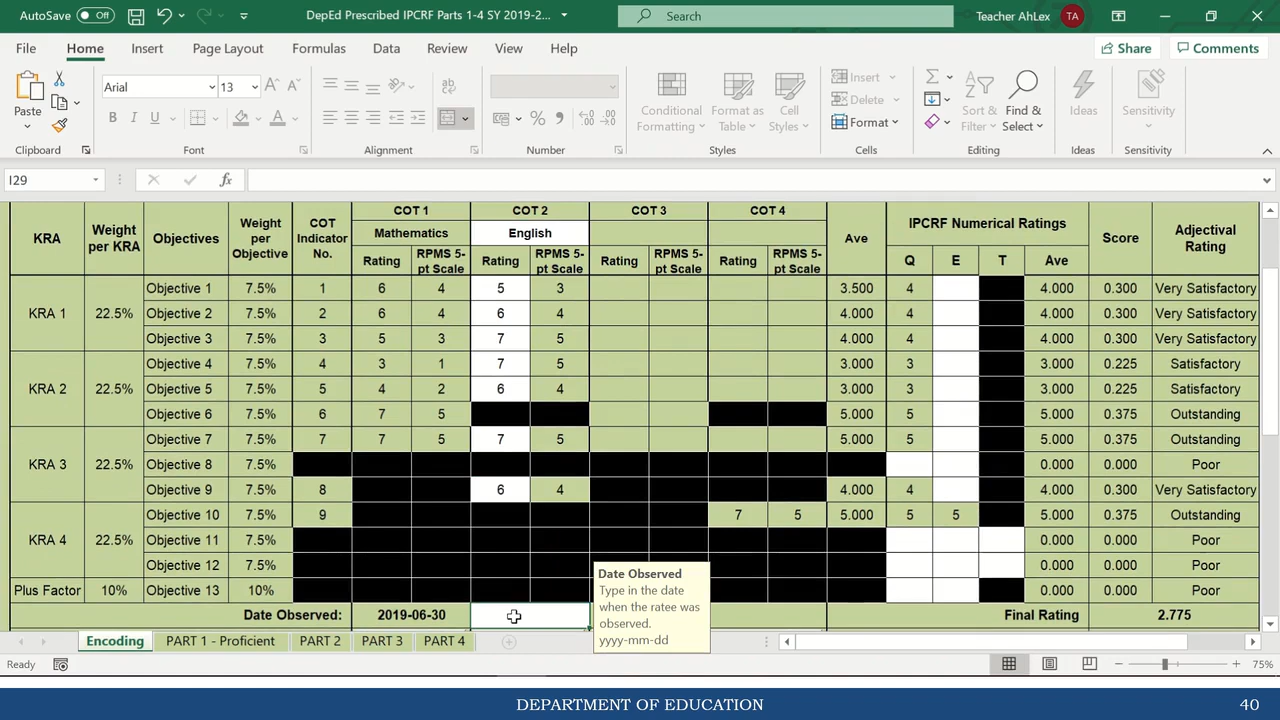 AutoSave Off DepEd Prescribed IPCRF Parts 1-4 SY 2019-2... Search Teacher AhLex TA
File Home Insert Page Layout Formulas Data Review View Help Share Comments
Paste Arial 13 Conditional Formatting Format as Table Cell Styles Insert Delete Format Sort & Filter Find & Select Ideas Sensitivity
Clipboard Font Alignment Number Styles Cells Editing Ideas Sensitivity
I29 fx
KRA Weight per KRA Objectives Weight per Objective COT Indicator No. COT 1 COT 2 COT 3 COT 4 Ave IPCRF Numerical Ratings Score Adjectival Rating
Mathematics English
Rating RPMS 5-pt Scale Rating RPMS 5-pt Scale Rating RPMS 5-pt Scale Rating RPMS 5-pt Scale Q E T Ave
KRA 1 22.5% Objective 1 7.5% 1 6 4 5 3 3.500 4 4.000 0.300 Very Satisfactory
Objective 2 7.5% 2 6 4 6 4 4.000 4 4.000 0.300 Very Satisfactory
Objective 3 7.5% 3 5 3 7 5 4.000 4 4.000 0.300 Very Satisfactory
KRA 2 22.5% Objective 4 7.5% 4 3 1 7 5 3.000 3 3.000 0.225 Satisfactory
Objective 5 7.5% 5 4 2 6 4 3.000 3 3.000 0.225 Satisfactory
Objective 6 7.5% 6 7 5 5.000 5 5.000 0.375 Outstanding
KRA 3 22.5% Objective 7 7.5% 7 7 5 7 5 5.000 5 5.000 0.375 Outstanding
Objective 8 7.5% 0.000 0.000 Poor
Objective 9 7.5% 8 6 4 4.000 4 4.000 0.300 Very Satisfactory
KRA 4 22.5% Objective 10 7.5% 9 7 5 5.000 5 5 5.000 0.375 Outstanding
Objective 11 7.5% 0.000 0.000 Poor
Objective 12 7.5% 0.000 0.000 Poor
Plus Factor 10% Objective 13 10% 0.000 0.000 Poor
Date Observed: 2019-06-30 Final Rating 2.775
Date Observed
Type in the date
when the ratee was
observed.
yyyy-mm-dd
Encoding PART 1 - Proficient PART 2 PART 3 PART 4
Ready 75%
DEPARTMENT OF EDUCATION 40